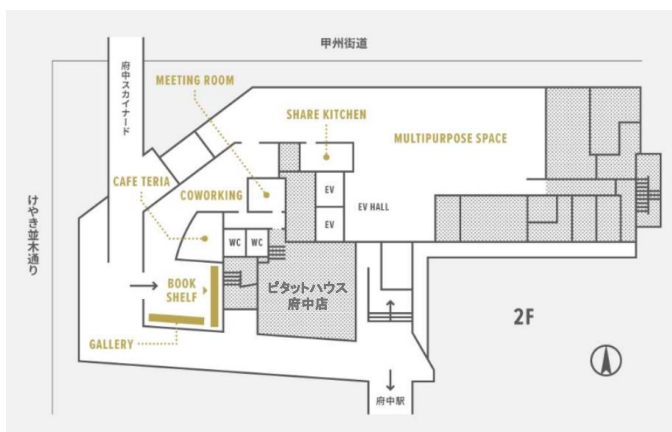 甲州街道
府中スカイナード
MEETING ROOM
SHARE KITCHEN
MULTIPURPOSE SPACE
CAFE TERIA
COWORKING
EV
EV HALL
EV
WC
WC
けやき並木通り
BOOK
SHELF
ピタットハウス
府中店
2F
GALLERY
府中駅